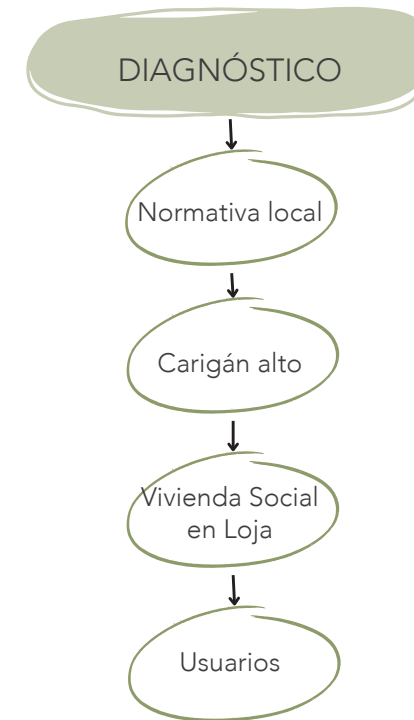 DIAGNÓSTICO
Normativa local
Carigán alto
Vivienda Social
en Loja
Usuarios